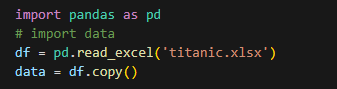 import pandas as pd
# import data
df = pd.read_excel('titanic.xlsx')
data = df.copy()